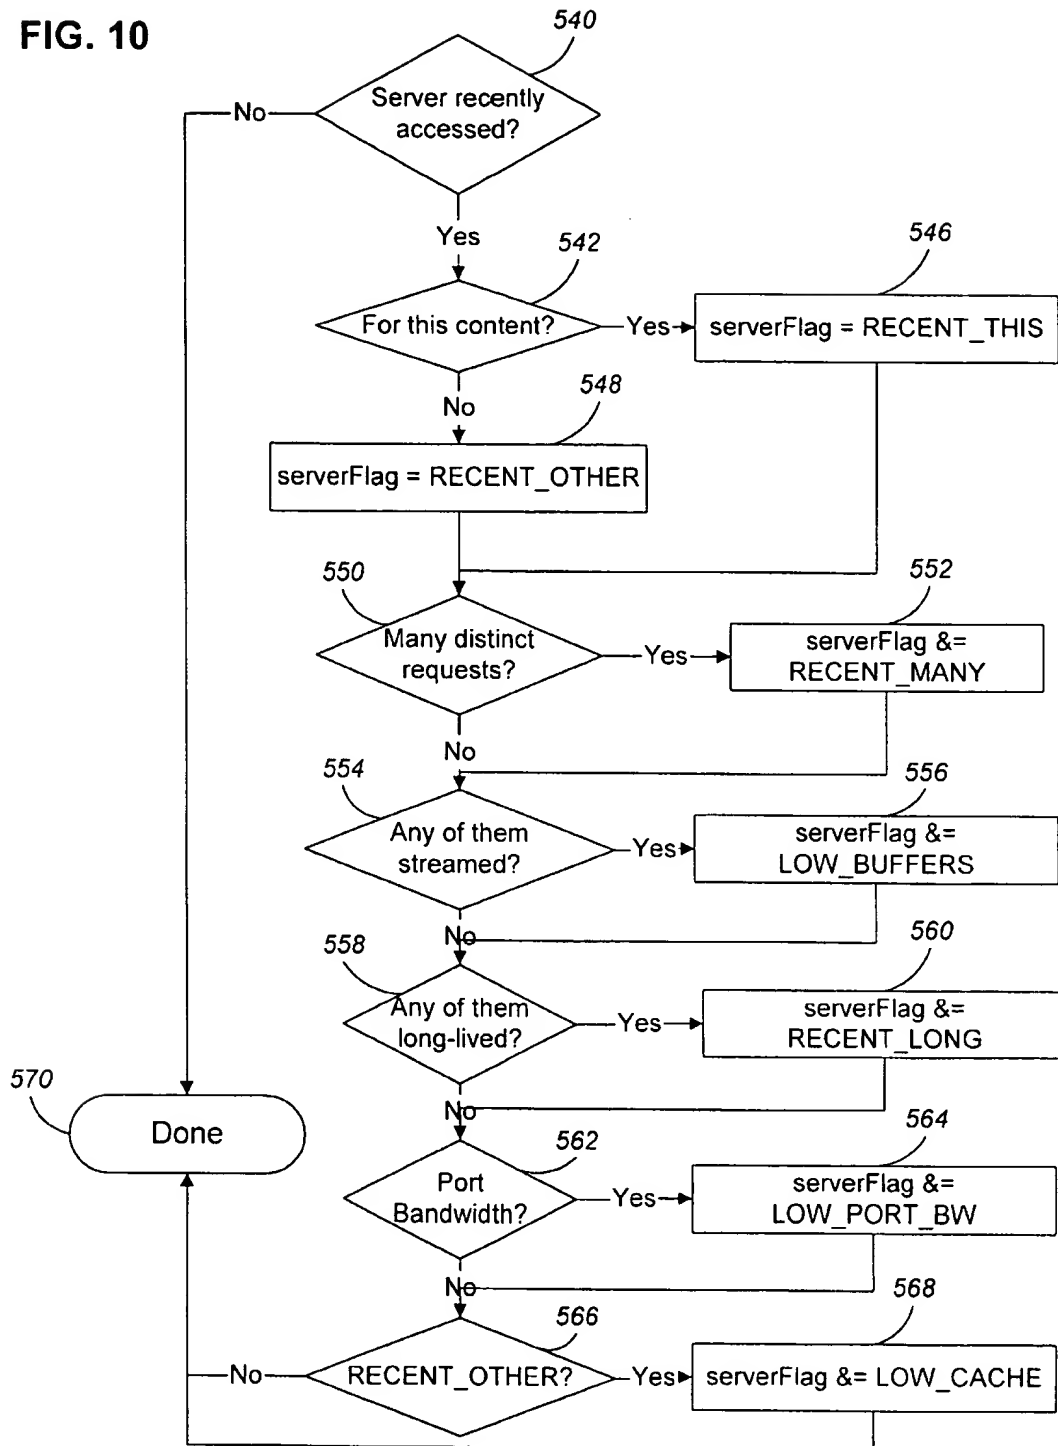 FIG. 10
540
Server recently
accessed?
No
Yes
542
For this content?
Yes
546
serverFlag = RECENT_THIS
No
548
serverFlag = RECENT_OTHER
550
Many distinct
requests?
Yes
552
serverFlag &=
RECENT_MANY
No
554
Any of them
streamed?
Yes
556
serverFlag &=
LOW_BUFFERS
No
558
Any of them
long-lived?
Yes
560
serverFlag &=
RECENT_LONG
No
570
Done
562
Port
Bandwidth?
Yes
564
serverFlag &=
LOW_PORT_BW
No
566
RECENT_OTHER?
No
Yes
568
serverFlag &= LOW_CACHE